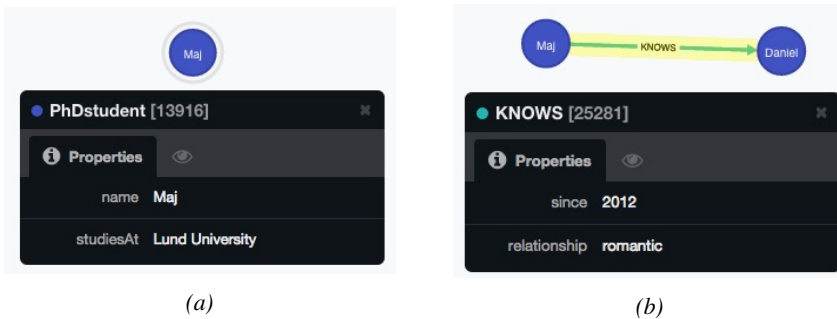 Maj
PhDstudent [13916] ✖
Properties
name Maj
studiesAt Lund University
(a)
Maj KNOWS Daniel
KNOWS [25281] ✖
Properties
since 2012
relationship romantic
(b)